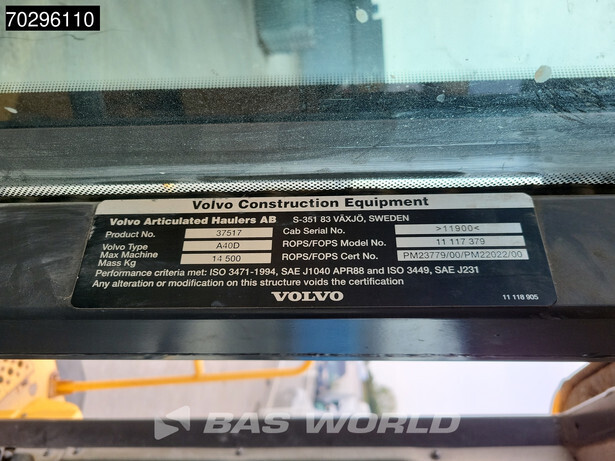 70296110
Volvo Construction Equipment
Volvo Articulated Haulers AB S-351 83 VÄXJÖ, SWEDEN
Product No. 37517 Cab Serial No. >11900<
Volvo Type A40D ROPS/FOPS Model No. 11 117 379
Max Machine Mass Kg 14 500 ROPS/FOPS Cert No. PM23779/00/PM22022/00
Performance criteria met: ISO 3471-1994, SAE J1040 APR88 and ISO 3449, SAE J231
Any alteration or modification on this structure voids the certification
VOLVO 11 118 905
BAS WORLD